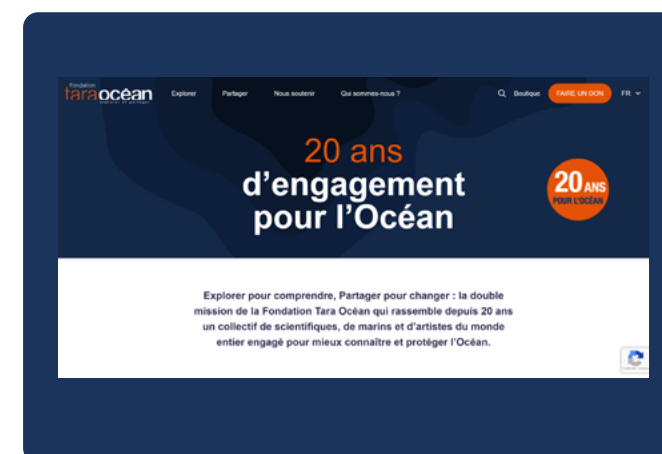 Fondation
taraocéan
explorer et partager
Explorer
Partager
Nous soutenir
Qui sommes-nous ?
Boutique
FAIRE UN DON
FR
20 ans
d’engagement
pour l’Océan
20 ANS
POUR L'OCÉAN
Explorer pour comprendre, Partager pour changer : la double
mission de la Fondation Tara Océan qui rassemble depuis 20 ans
un collectif de scientifiques, de marins et d’artistes du monde
entier engagé pour mieux connaître et protéger l’Océan.